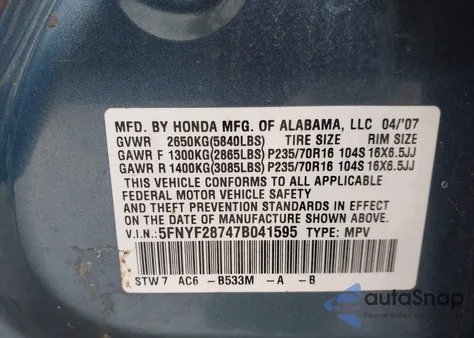 MFD. BY HONDA MFG. OF ALABAMA, LLC 04/'07
GVWR 2650KG(5840LBS) TIRE SIZE RIM SIZE
GAWR F 1300KG(2865LBS)P235/70R16 104S 16X6.5JJ
GAWR R 1400KG(3085LBS)P235/70R16 104S 16X6.5JJ
THIS VEHICLE CONFORMS TO ALL APPLICABLE
FEDERAL MOTOR VEHICLE SAFETY
AND THEFT PREVENTION STANDARDS IN EFFECT
ON THE DATE OF MANUFACTURE SHOWN ABOVE.
V.I.N.: 5FNYF28747B041595 TYPE: MPV
STW7 AC6 -B533M -A -B
autoSnap
POWERED BY CARFAST